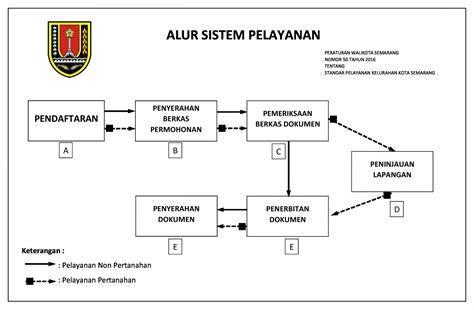 ALUR SISTEM PELAYANAN
PERATURAN WALIKOTA SEMARANG
NOMOR 50 TAHUN 2016
TENTANG
STANDAR PELAYANAN KELURAHAN KOTA SEMARANG
PENDAFTARAN
A
PENYERAHAN
BERKAS
PERMOHONAN
B
PEMERIKSAAN
BERKAS DOKUMEN
C
PENINJAUAN
LAPANGAN
D
PENYERAHAN
DOKUMEN
E
PENERBITAN
DOKUMEN
E
Keterangan :
: Pelayanan Non Pertanahan
: Pelayanan Pertanahan